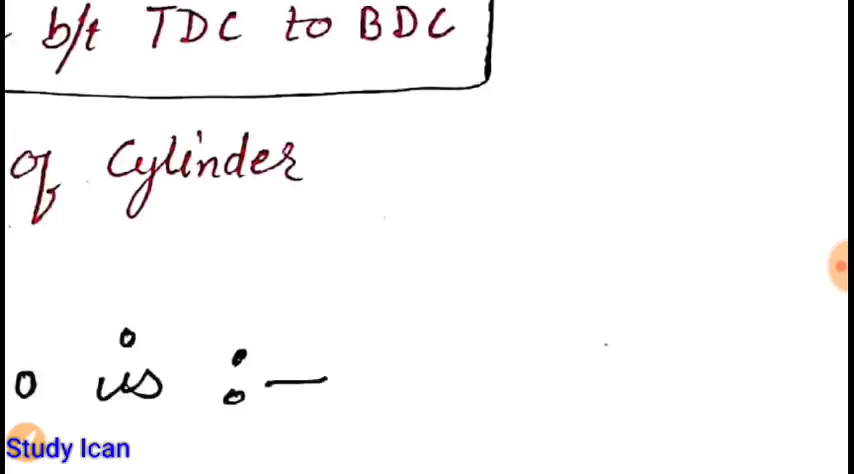 b/t TDC to BDC
of Cylinder
o is :-
Study Ican